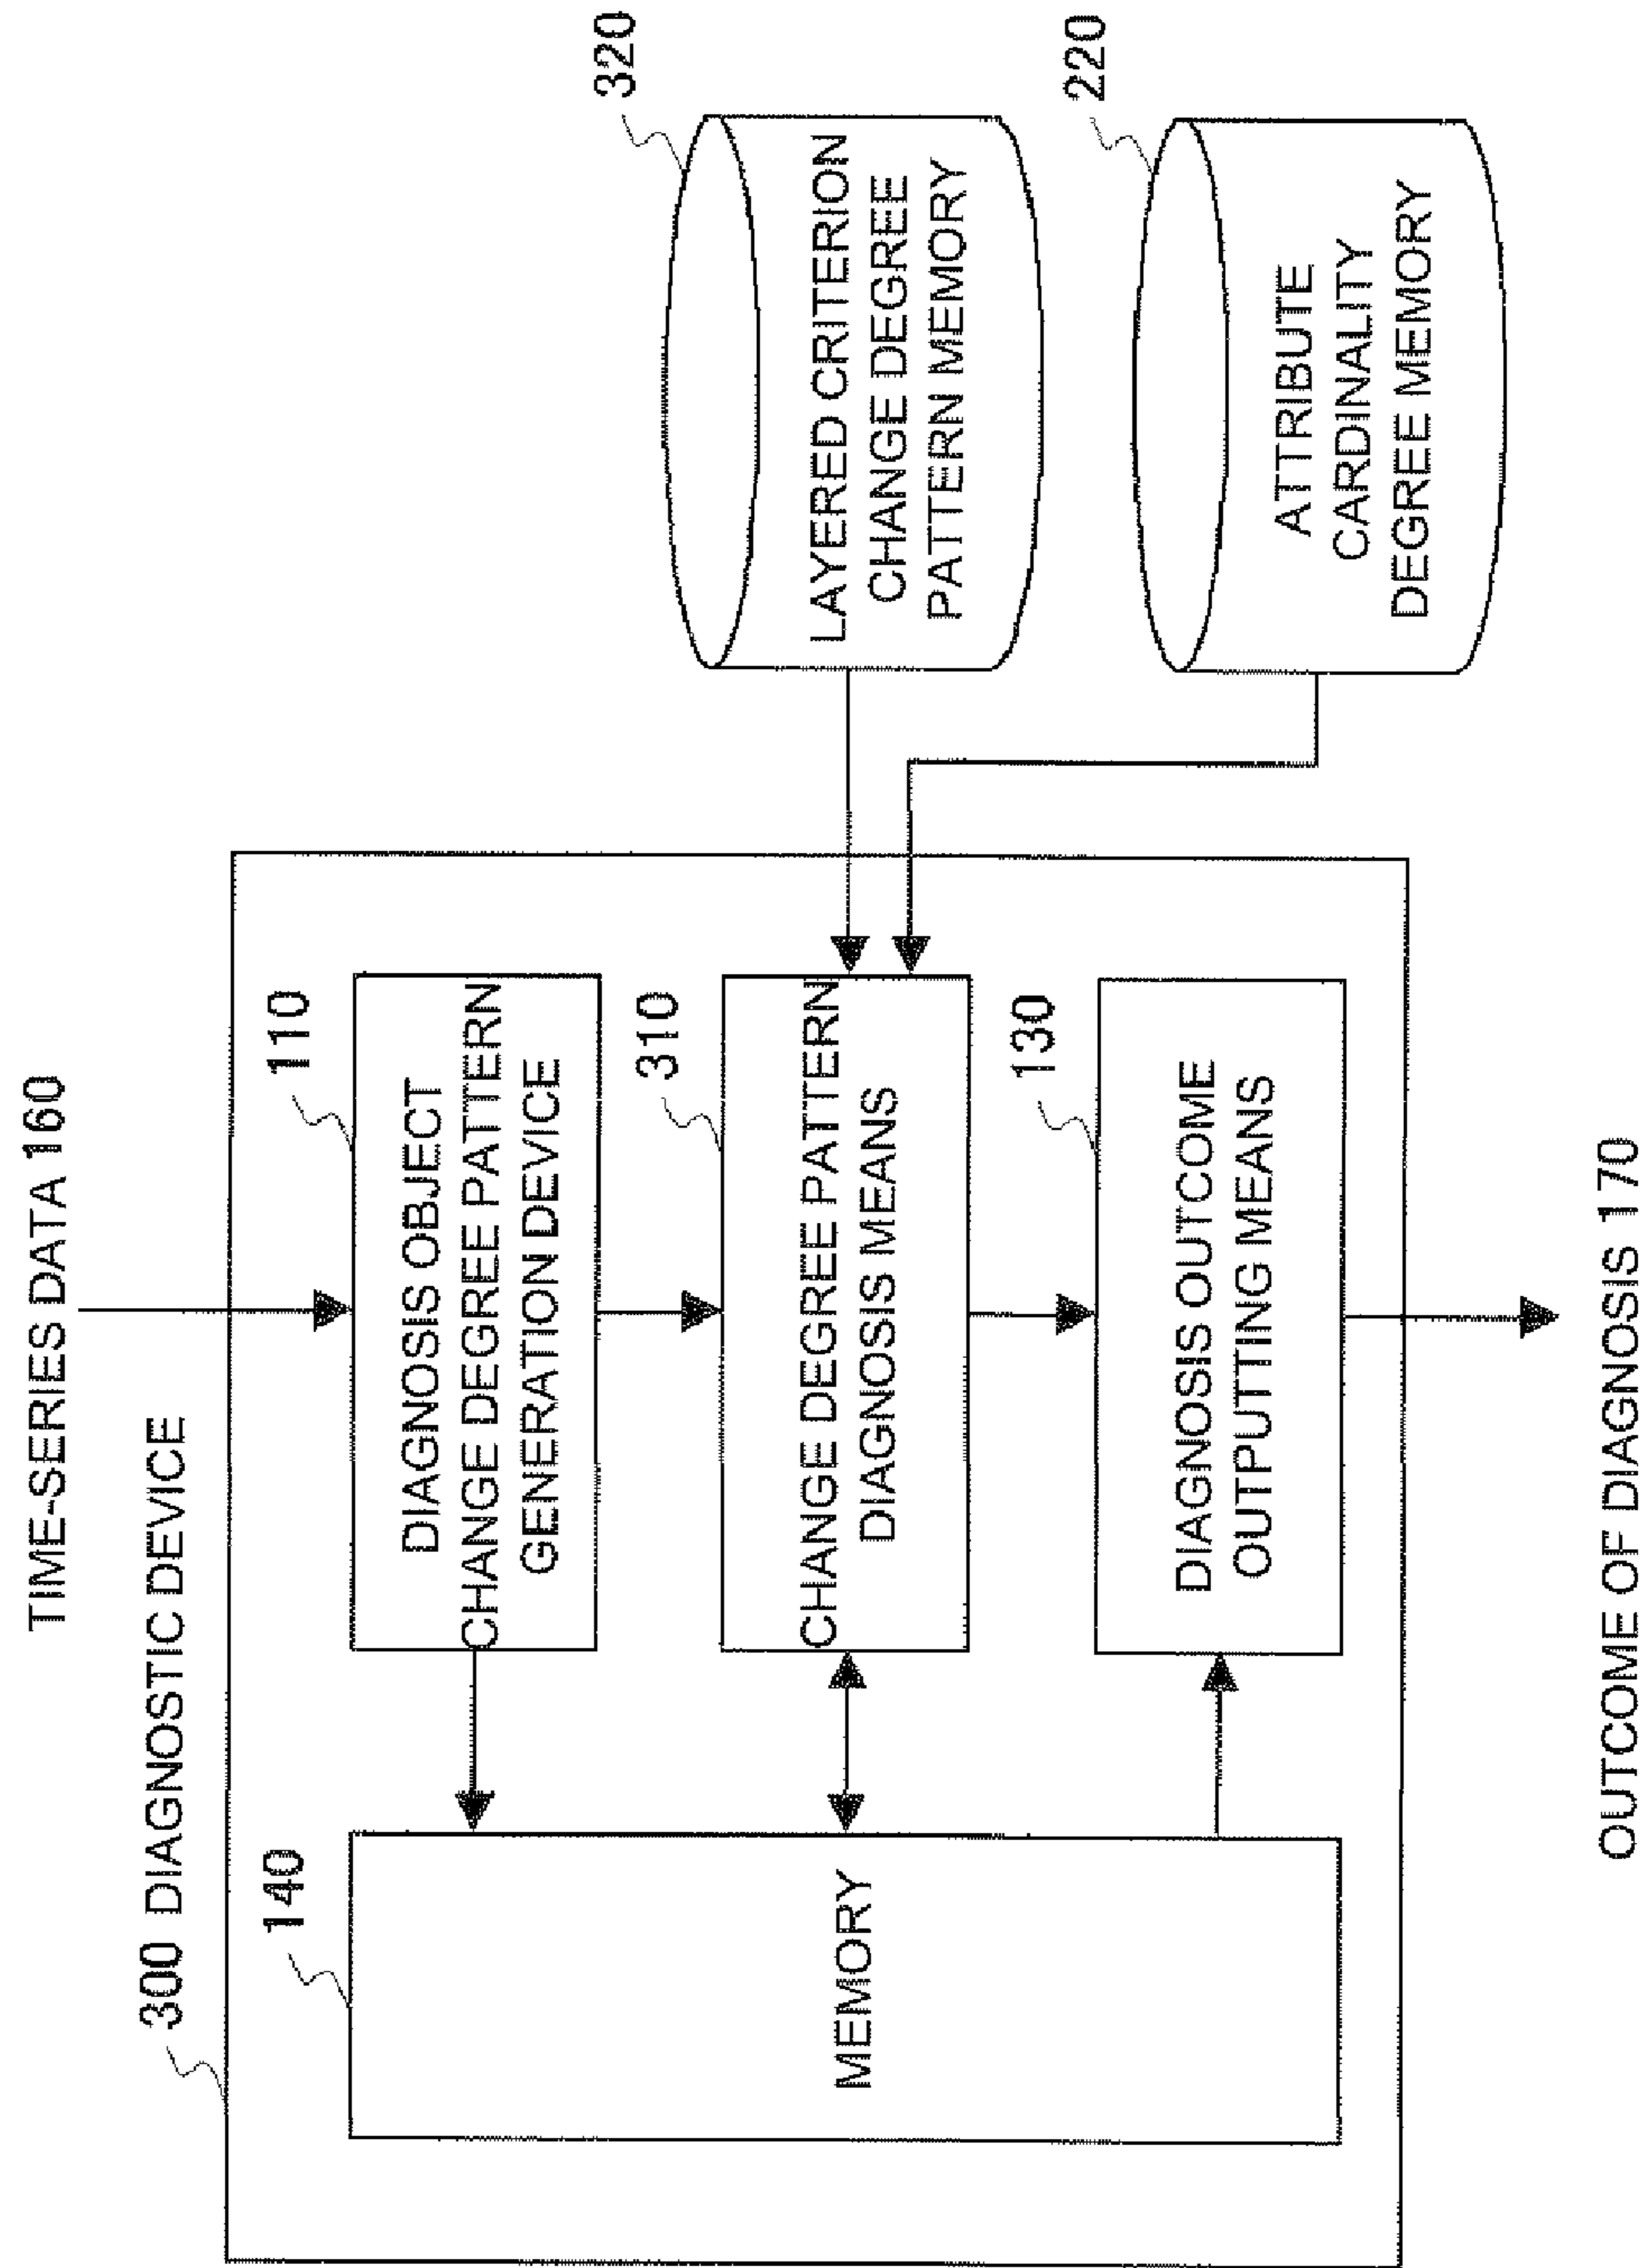 TIME-SERIES DATA 160
300 DIAGNOSTIC DEVICE
140
MEMORY
110
DIAGNOSIS OBJECT
CHANGE DEGREE PATTERN
GENERATION DEVICE
310
CHANGE DEGREE PATTERN
DIAGNOSIS MEANS
130
DIAGNOSIS OUTCOME
OUTPUTTING MEANS
320
LAYERED CRITERION
CHANGE DEGREE
PATTERN MEMORY
220
ATTRIBUTE
CARDINALITY
DEGREE MEMORY
OUTCOME OF DIAGNOSIS 170